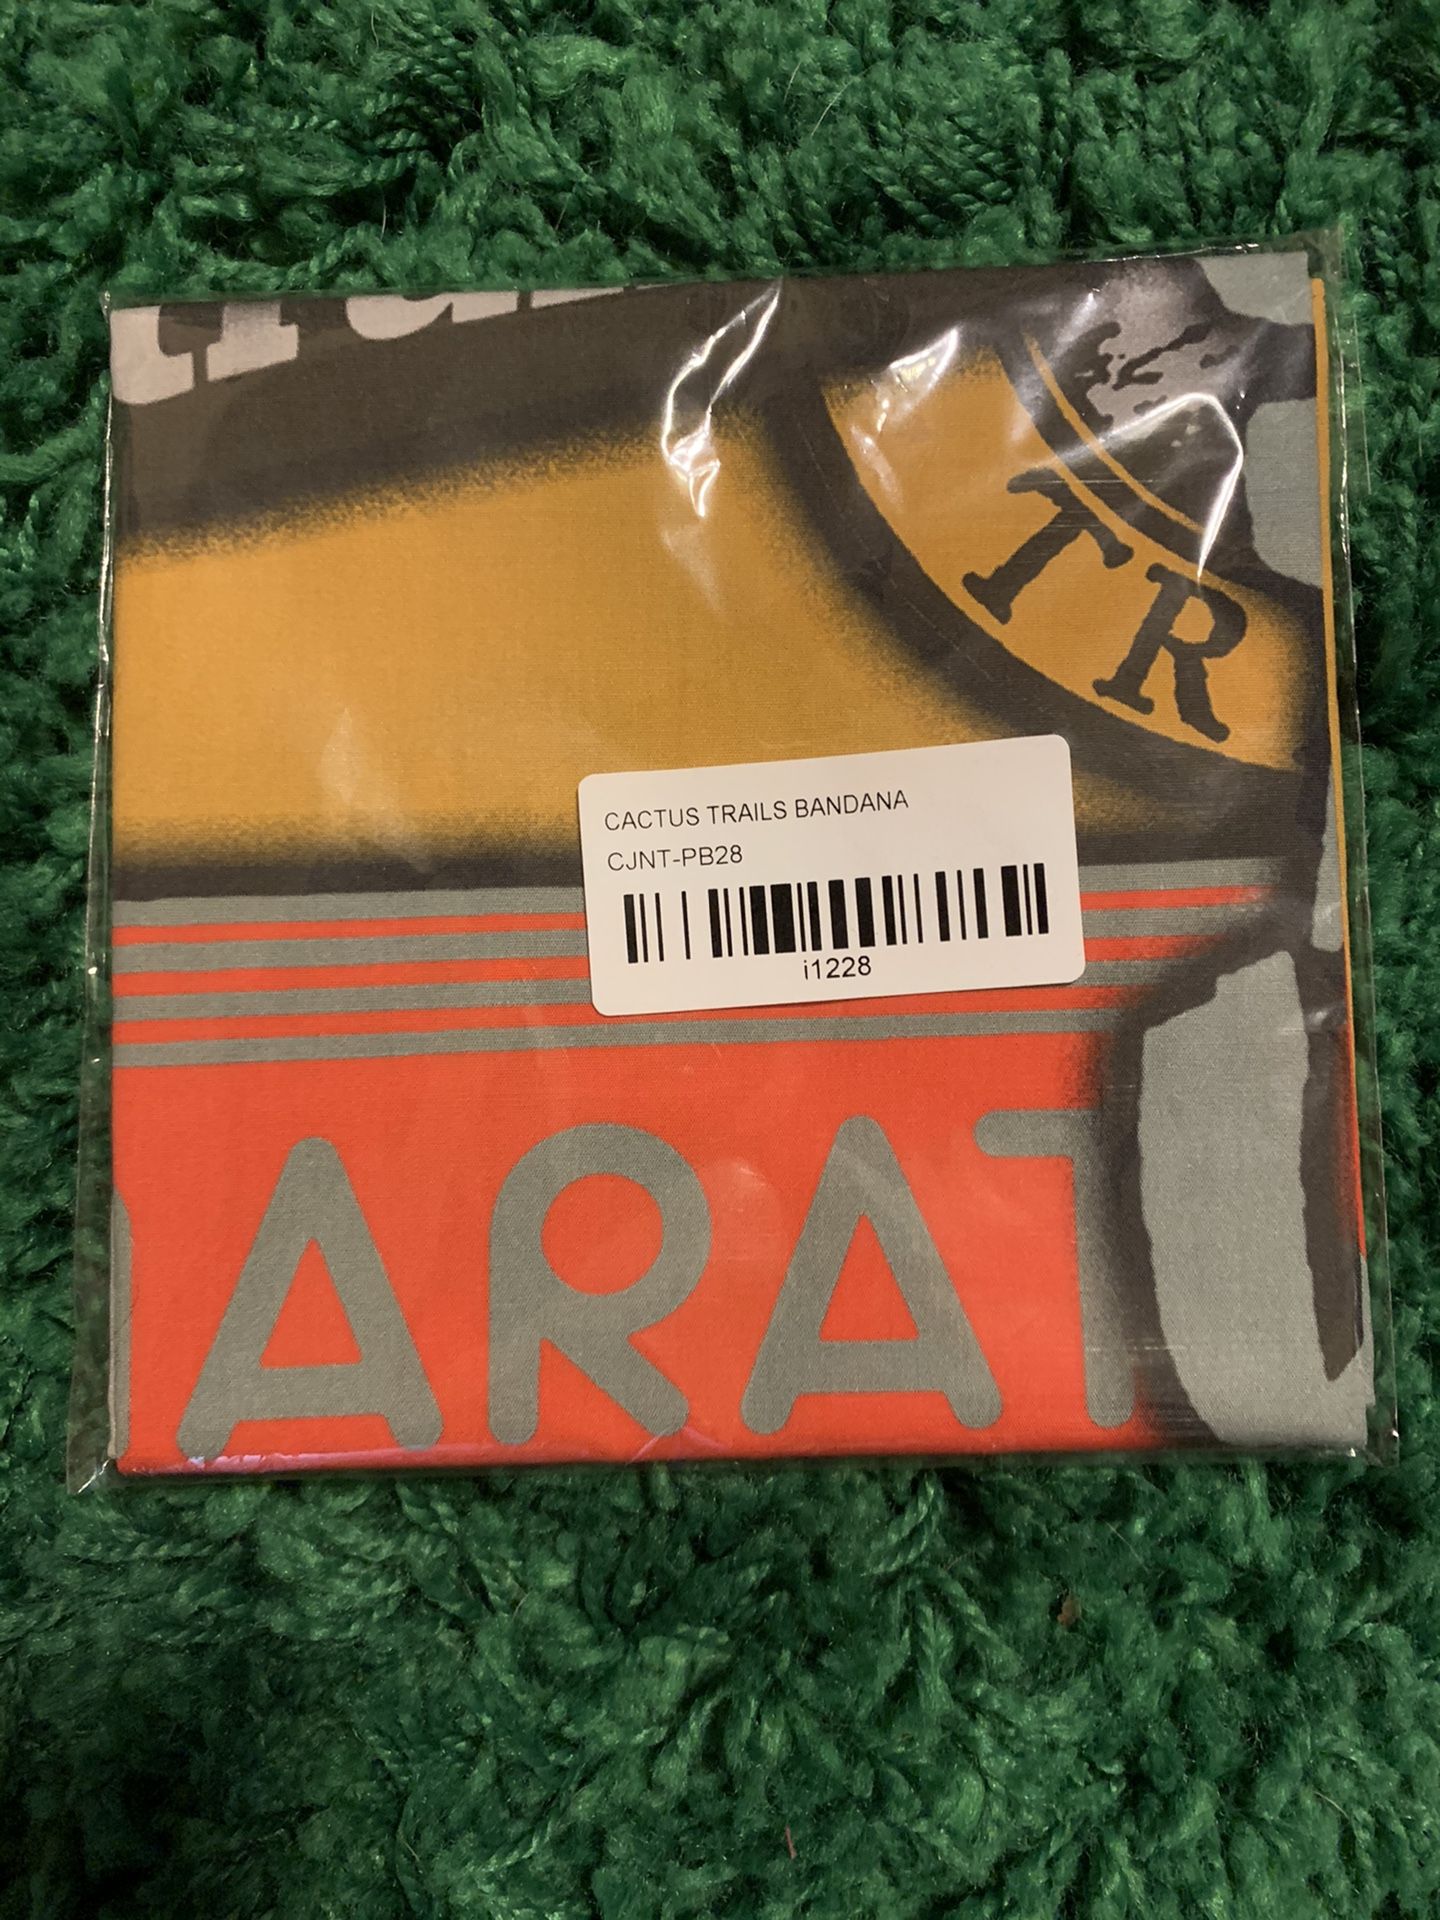 TR
CACTUS TRAILS BANDANA
CJNT-PB28
i1228
ARAT